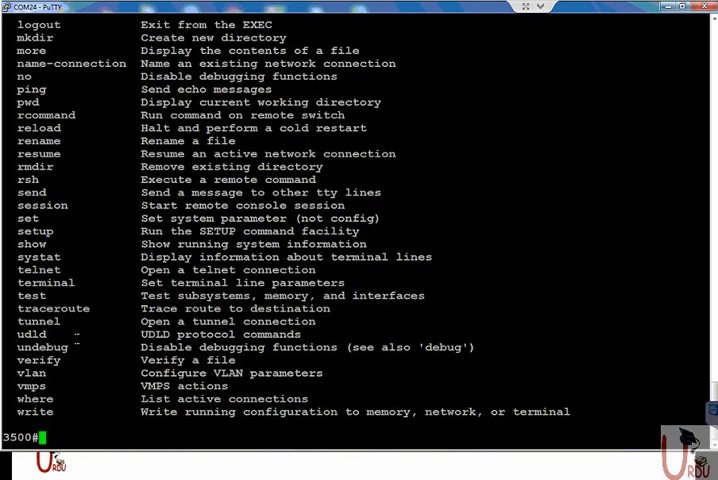 COM24 - PuTTY
logout Exit from the EXEC
mkdir Create new directory
more Display the contents of a file
name-connection Name an existing network connection
no Disable debugging functions
ping Send echo messages
pwd Display current working directory
rcommand Run command on remote switch
reload Halt and perform a cold restart
rename Rename a file
resume Resume an active network connection
rmdir Remove existing directory
rsh Execute a remote command
send Send a message to other tty lines
session Start remote console session
set Set system parameter (not config)
setup Run the SETUP command facility
show Show running system information
systat Display information about terminal lines
telnet Open a telnet connection
terminal Set terminal line parameters
test Test subsystems, memory, and interfaces
traceroute Trace route to destination
tunnel Open a tunnel connection
udld UDLD protocol commands
undebug Disable debugging functions (see also 'debug')
verify Verify a file
vlan Configure VLAN parameters
vmps VMPS actions
where List active connections
write Write running configuration to memory, network, or terminal
3500#
URDU
URDU